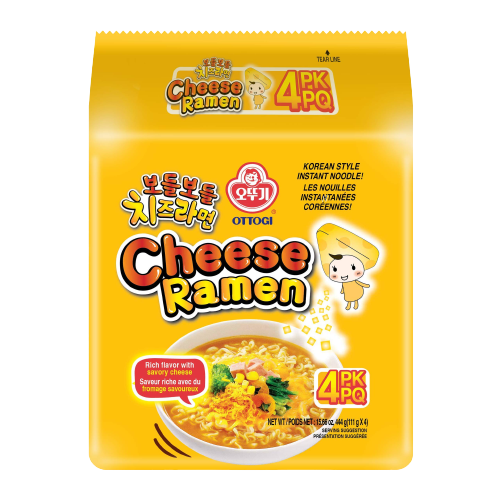 TEAR LINE
보들보들
치즈라면
Cheese
Ramen
4PK
PQ
보들보들
치즈라면
오뚜기
OTTOGI
KOREAN STYLE
INSTANT NOODLE!
LES NOUILLES
INSTANTANÉES
CORÉENNES!
Cheese
Ramen
Rich flavor with
savory cheese
Saveur riche avec du
fromage savoureux
4PK
PQ
NET WT / POIDS NET : 15.66 oz, 444 g(111 g X 4)
SERVING SUGGESTION
PRÉSENTATION SUGGÉRÉE